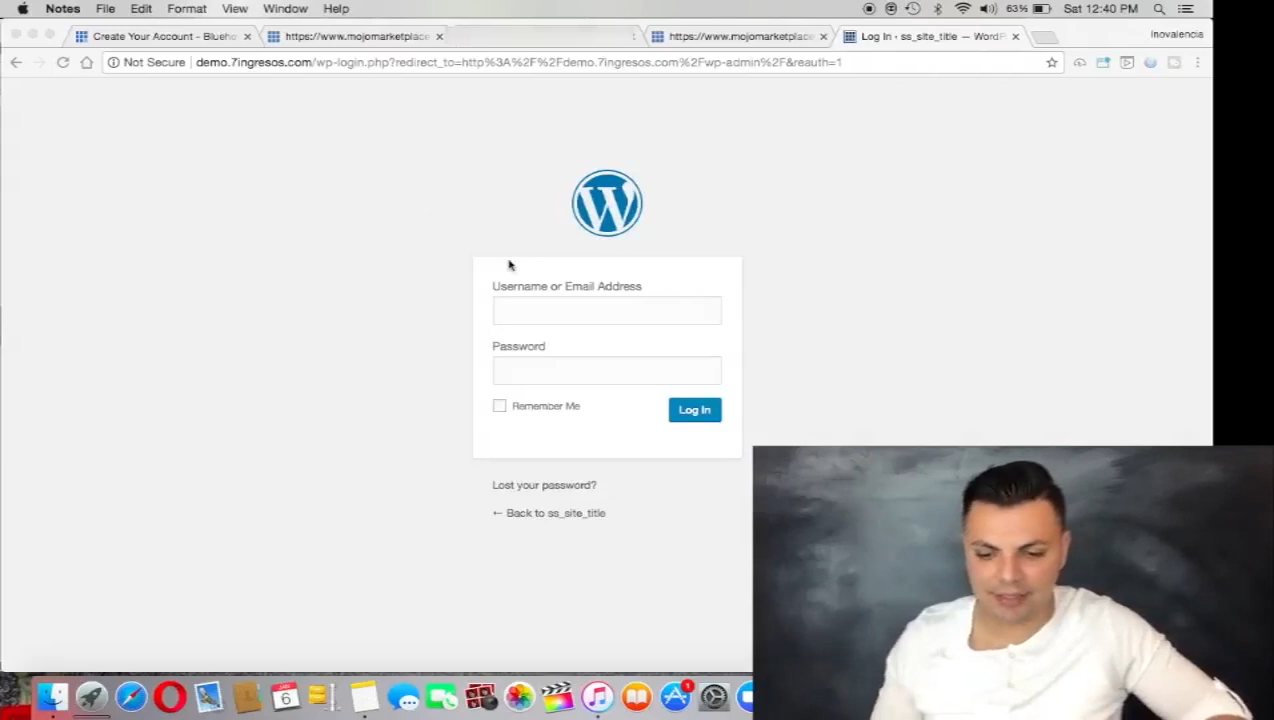 Notes File Edit Format View Window Help 63% Sat 12:40 PM
Create Your Account - Blueho × https://www.mojomarketplace × https://www.mojomarketplace × Log In ‹ ss_site_title — WordP × Inovalencia
Not Secure demo.7ingresos.com/wp-login.php?redirect_to=http%3A%2F%2Fdemo.7ingresos.com%2Fwp-admin%2F&reauth=1
W
Username or Email Address
Password
Remember Me Log In
Lost your password?
← Back to ss_site_title
JAN
6
1